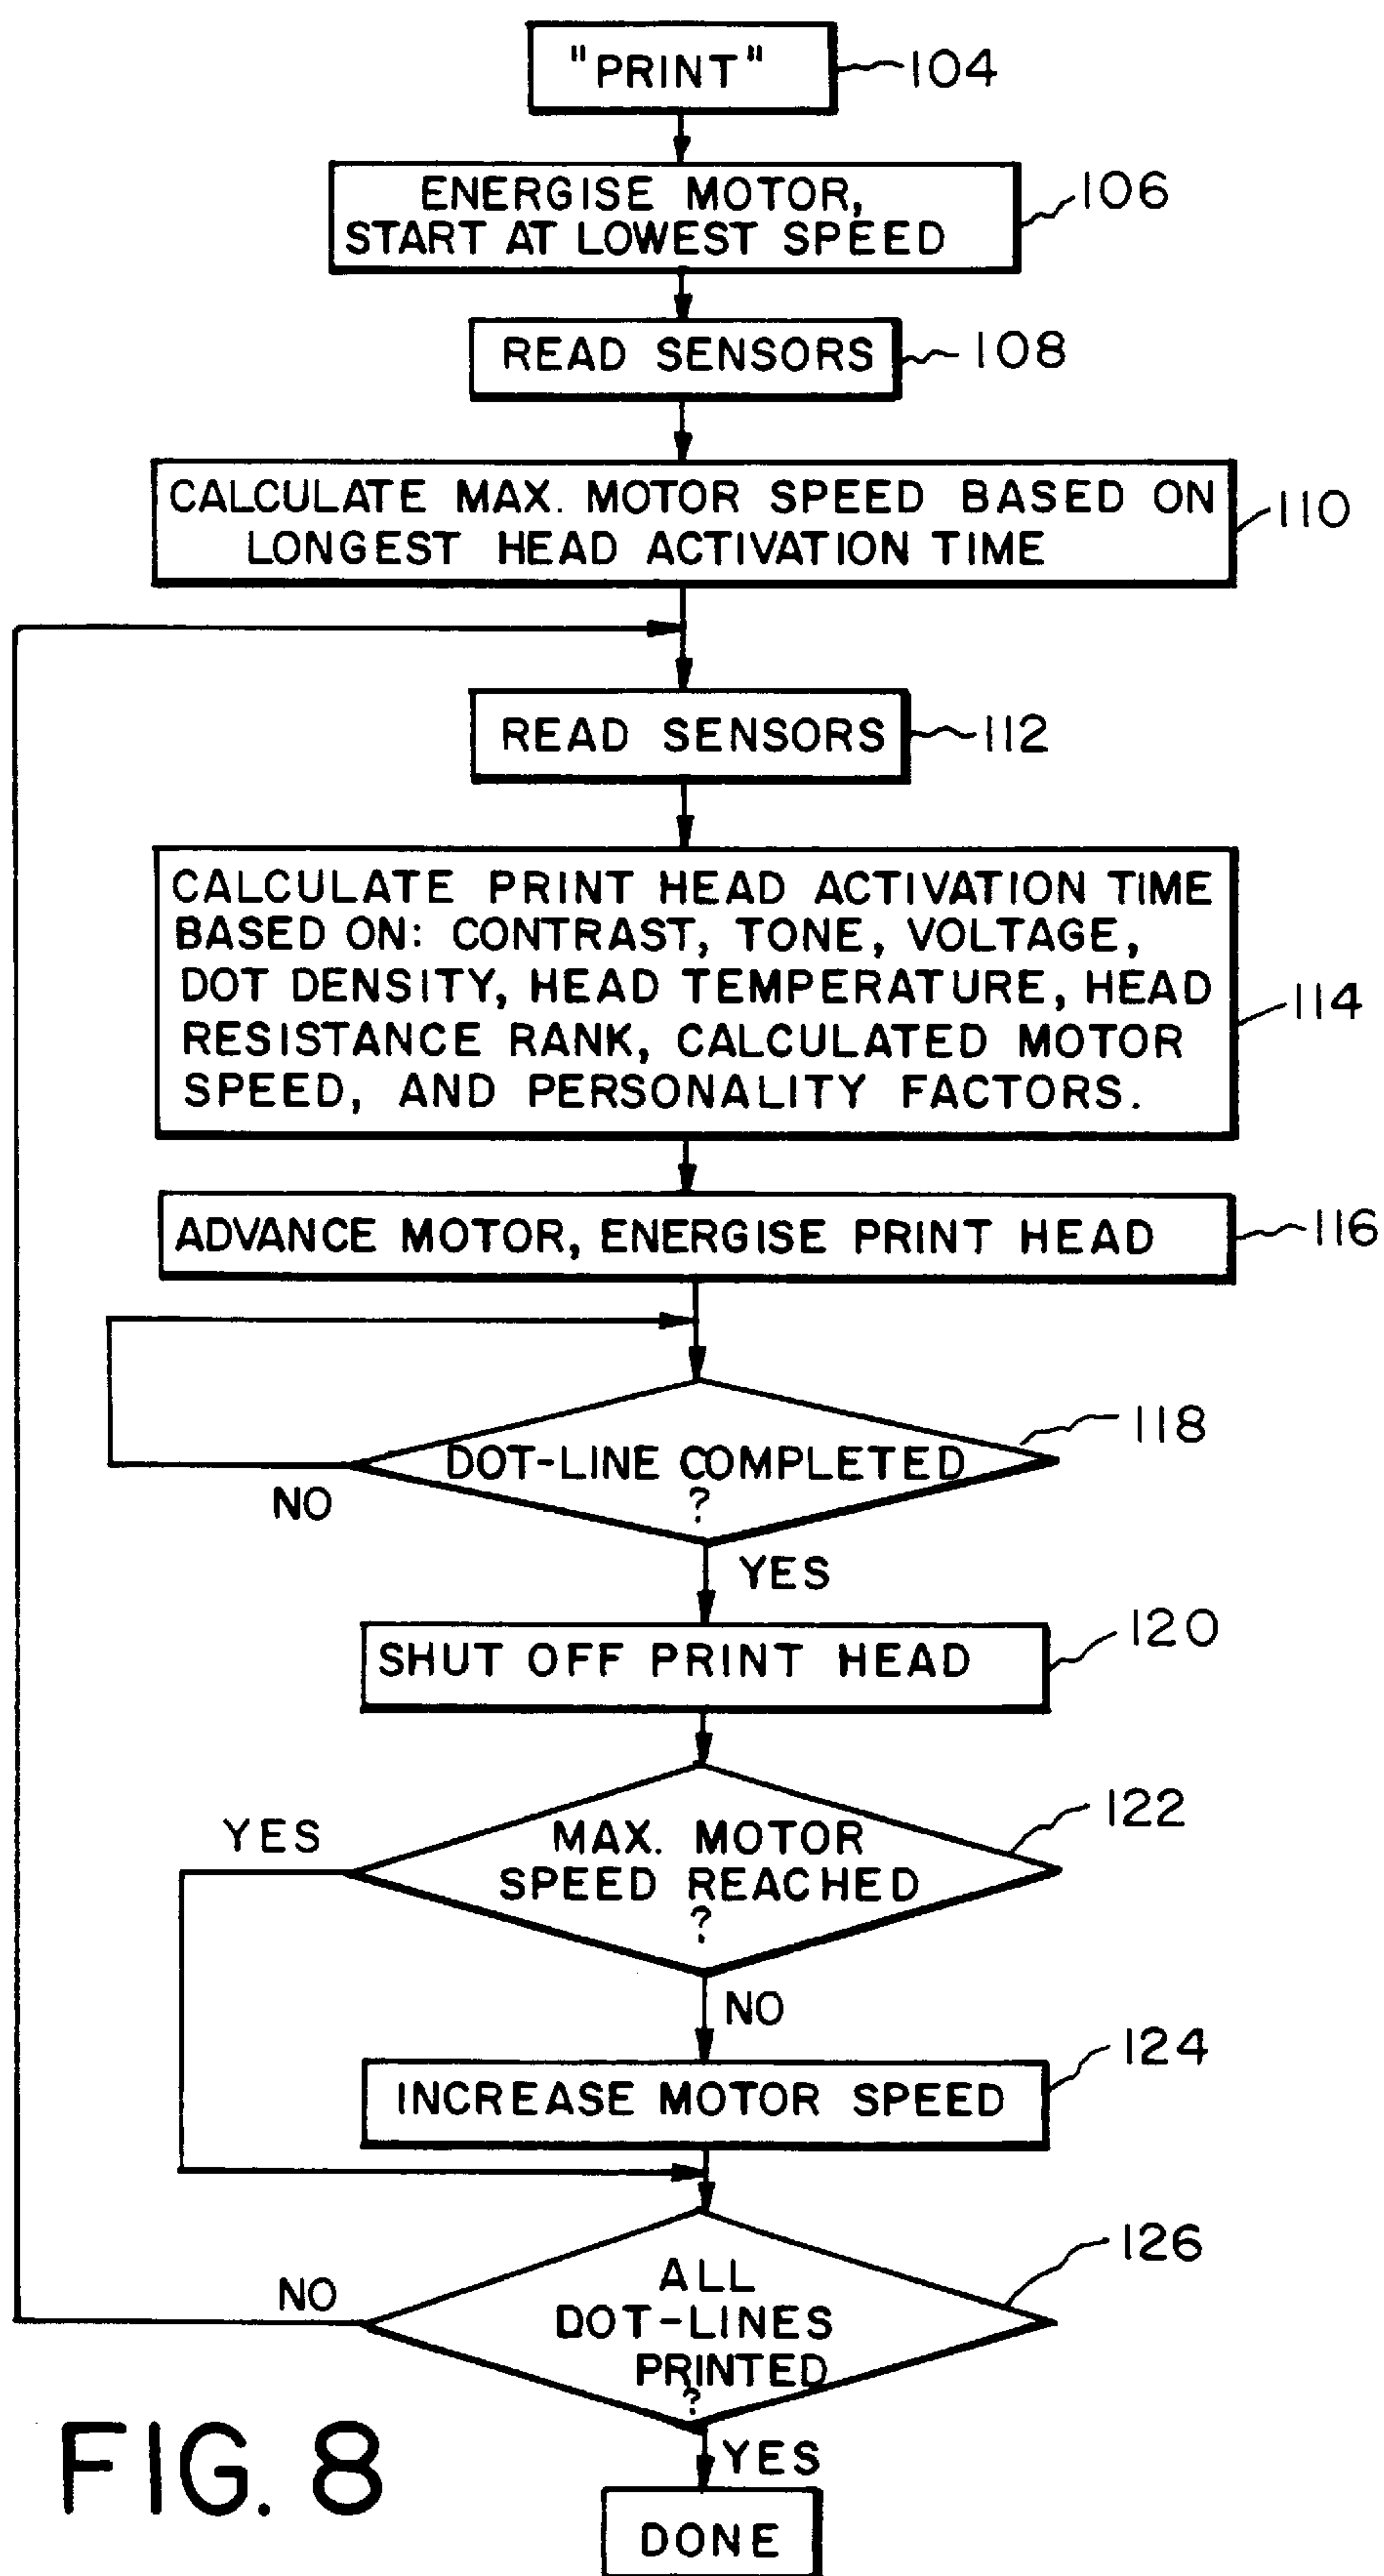 "PRINT"
104
ENERGISE MOTOR,
START AT LOWEST SPEED
106
READ SENSORS
108
CALCULATE MAX. MOTOR SPEED BASED ON
LONGEST HEAD ACTIVATION TIME
110
READ SENSORS
112
CALCULATE PRINT HEAD ACTIVATION TIME
BASED ON: CONTRAST, TONE, VOLTAGE,
DOT DENSITY, HEAD TEMPERATURE, HEAD
RESISTANCE RANK, CALCULATED MOTOR
SPEED, AND PERSONALITY FACTORS.
114
ADVANCE MOTOR, ENERGISE PRINT HEAD
116
DOT-LINE COMPLETED
?
118
NO
YES
SHUT OFF PRINT HEAD
120
YES
MAX. MOTOR
SPEED REACHED
?
122
NO
INCREASE MOTOR SPEED
124
NO
ALL
DOT-LINES
PRINTED
?
126
YES
DONE
FIG. 8